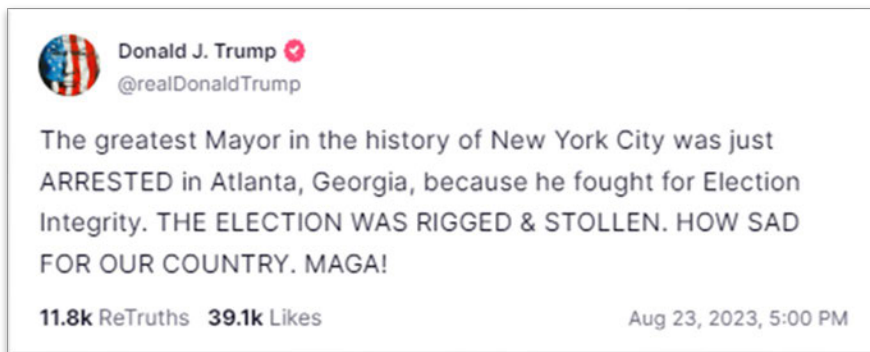 Donald J. Trump
@realDonaldTrump
The greatest Mayor in the history of New York City was just
ARRESTED in Atlanta, Georgia, because he fought for Election
Integrity. THE ELECTION WAS RIGGED & STOLLEN. HOW SAD
FOR OUR COUNTRY. MAGA!
11.8k ReTruths 39.1k Likes Aug 23, 2023, 5:00 PM